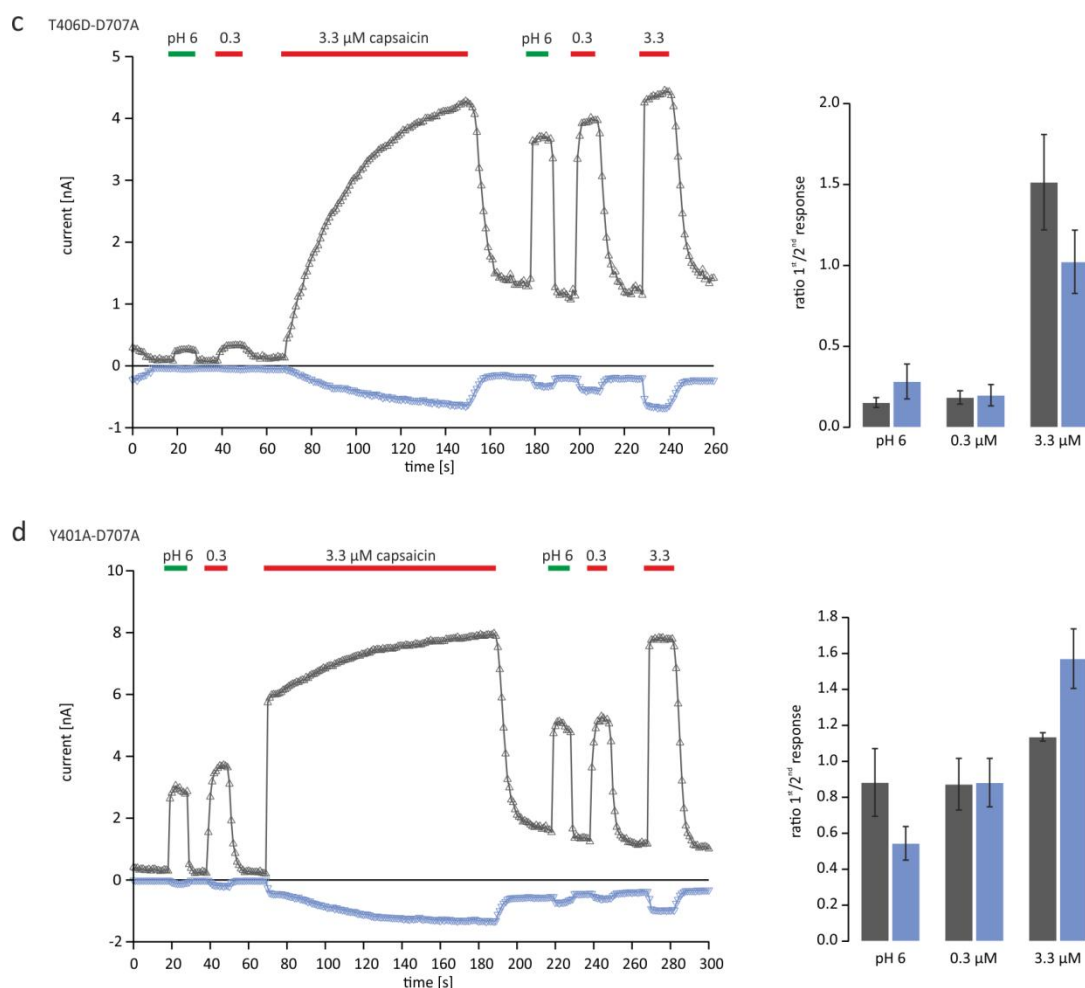 c T406D-D707A
pH 6 0.3 3.3 µM capsaicin pH 6 0.3 3.3
5
4
3
2
1
0
-1
current [nA]
0 20 40 60 80 100 120 140 160 180 200 220 240 260
time [s]
2.0
1.5
1.0
0.5
0.0
ratio 1st/2nd response
pH 6 0.3 µM 3.3 µM
d Y401A-D707A
pH 6 0.3 3.3 µM capsaicin pH 6 0.3 3.3
10
8
6
4
2
0
-2
current [nA]
0 20 40 60 80 100 120 140 160 180 200 220 240 260 280 300
time [s]
1.8
1.6
1.4
1.2
1.0
0.8
0.6
0.4
0.2
0.0
ratio 1st/2nd response
pH 6 0.3 µM 3.3 µM